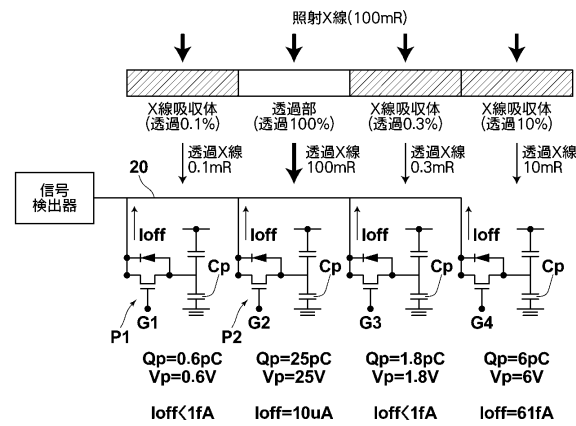 照射X線(100mR)
X線吸収体
(透過0.1%)
透過部
(透過100%)
X線吸収体
(透過0.3%)
X線吸収体
(透過10%)
透過X線
0.1mR
透過X線
100mR
透過X線
0.3mR
透過X線
10mR
20
信号
検出器
Ioff
Ioff
Ioff
Ioff
Cp
Cp
Cp
Cp
P1
G1
P2
G2
G3
G4
Qp=0.6pC
Vp=0.6V
Qp=25pC
Vp=25V
Qp=1.8pC
Vp=1.8V
Qp=6pC
Vp=6V
Ioff<1fA
Ioff=10uA
Ioff<1fA
Ioff=61fA